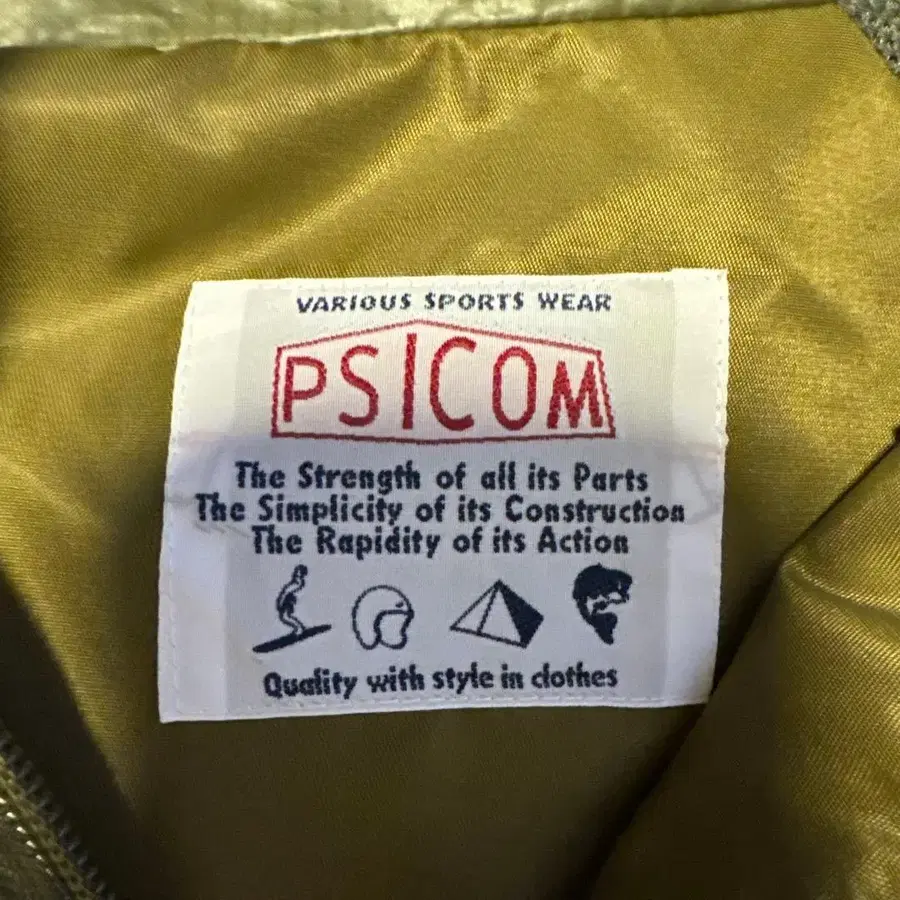 VARIOUS SPORTS WEAR
PSICOM
The Strength of all its Parts
The Simplicity of its Construction
The Rapidity of its Action
Quality with style in clothes